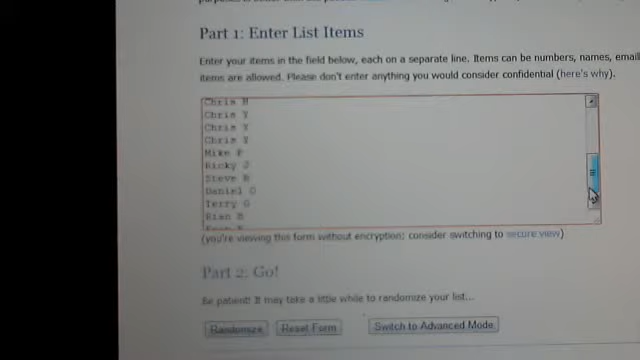 Part 1: Enter List Items
Enter your items in the field below, each on a separate line. Items can be numbers, names, email
items are allowed. Please don't enter anything you would consider confidential (here's why).
Chris M
Chris Y
Chris Y
Chris Y
Mike P
Ricky J
Steve B
Daniel O
Terry G
Rian B
(you're viewing this form without encryption; consider switching to secure view)
Part 2: Go!
Be patient! It may take a little while to randomize your list...
Randomize Reset Form Switch to Advanced Mode